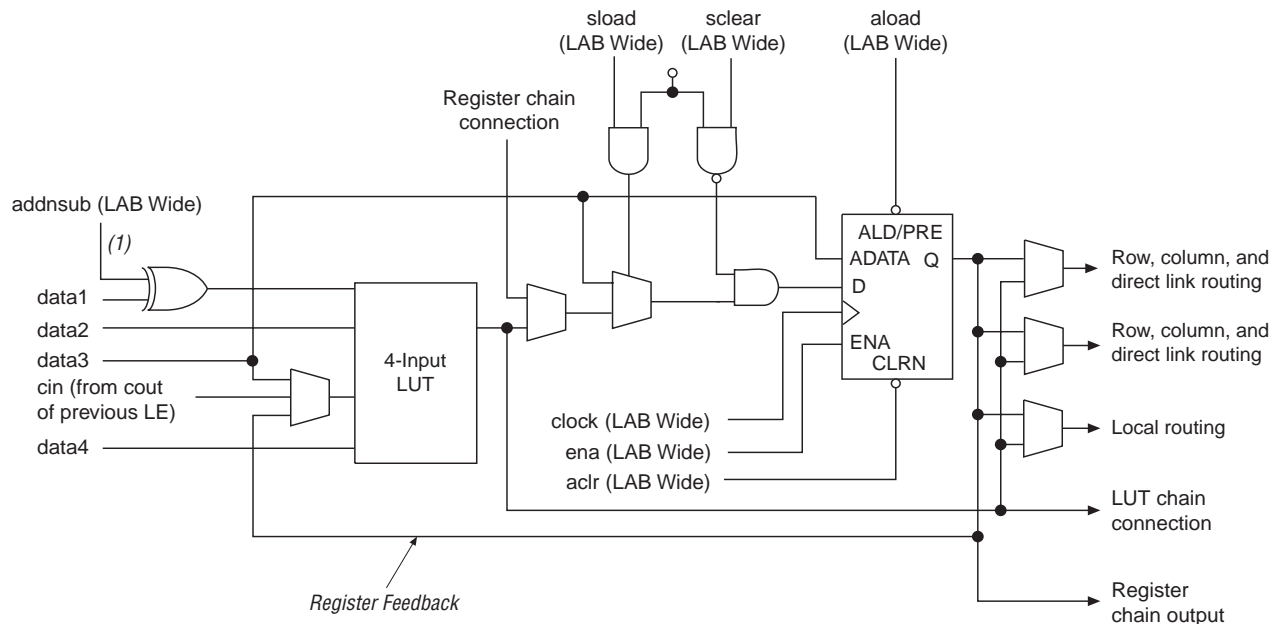 sload
(LAB Wide)
sclear
(LAB Wide)
aload
(LAB Wide)
Register chain
connection
addnsub (LAB Wide)
(1)
data1
data2
data3
cin (from cout
of previous LE)
data4
4-Input
LUT
ALD/PRE
ADATA
Q
D
ENA
CLRN
clock (LAB Wide)
ena (LAB Wide)
aclr (LAB Wide)
Row, column, and
direct link routing
Row, column, and
direct link routing
Local routing
LUT chain
connection
Register
chain output
Register Feedback